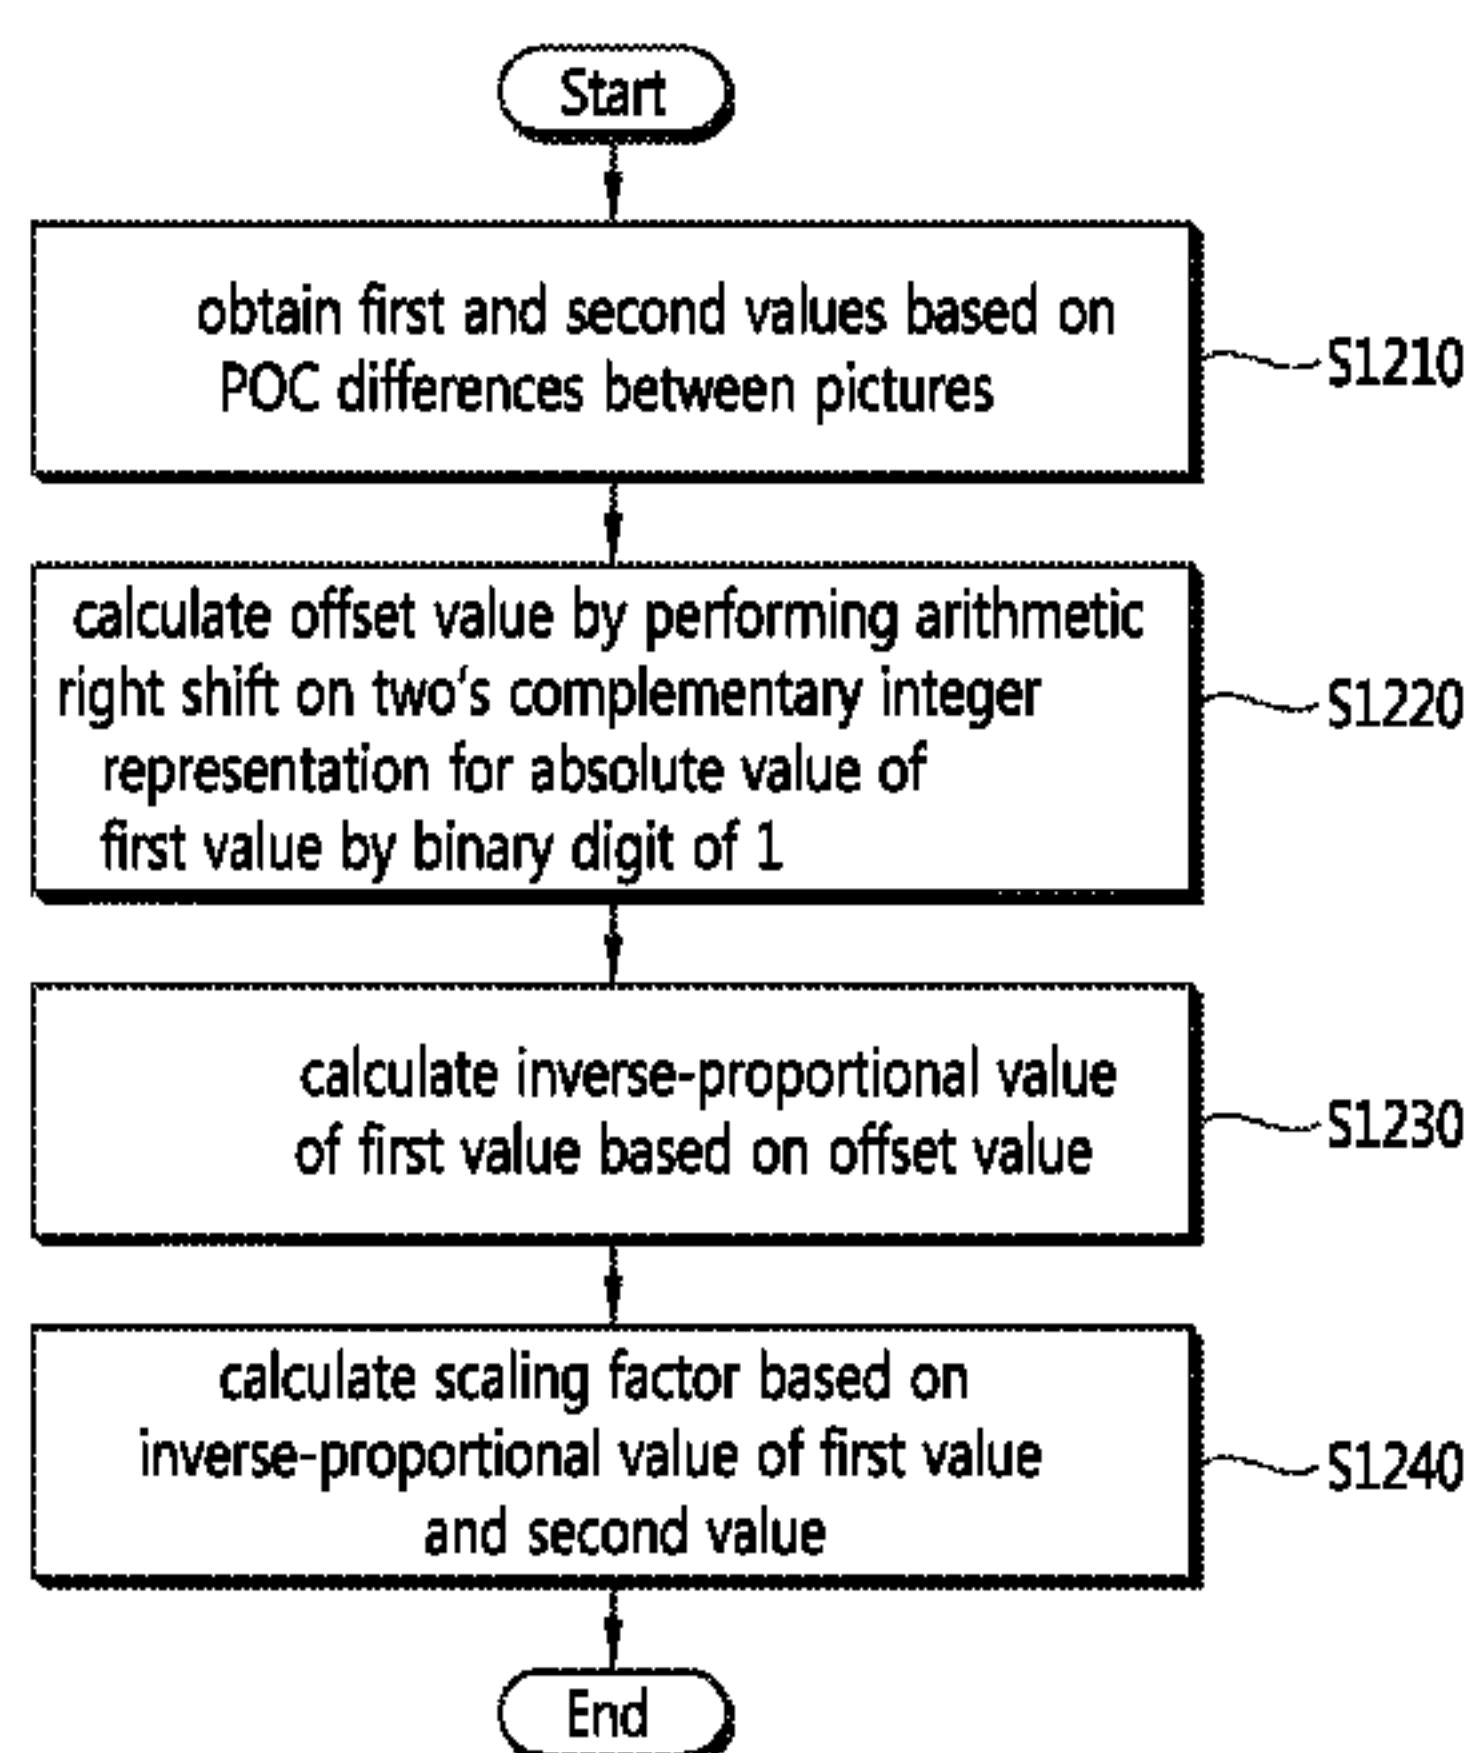 Start
obtain first and second values based on
POC differences between pictures
S1210
calculate offset value by performing arithmetic
right shift on two's complementary integer
representation for absolute value of
first value by binary digit of 1
S1220
calculate inverse-proportional value
of first value based on offset value
S1230
calculate scaling factor based on
inverse-proportional value of first value
and second value
S1240
End